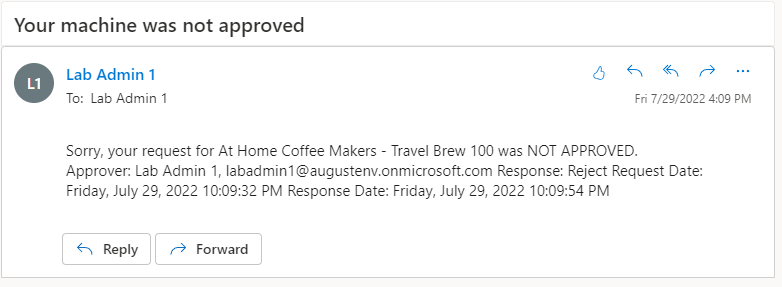 Your machine was not approved
L1
Lab Admin 1
To: Lab Admin 1
Fri 7/29/2022 4:09 PM
Sorry, your request for At Home Coffee Makers - Travel Brew 100 was NOT APPROVED.
Approver: Lab Admin 1, labadmin1@augustenv.onmicrosoft.com Response: Reject Request Date:
Friday, July 29, 2022 10:09:32 PM Response Date: Friday, July 29, 2022 10:09:54 PM
Reply
Forward